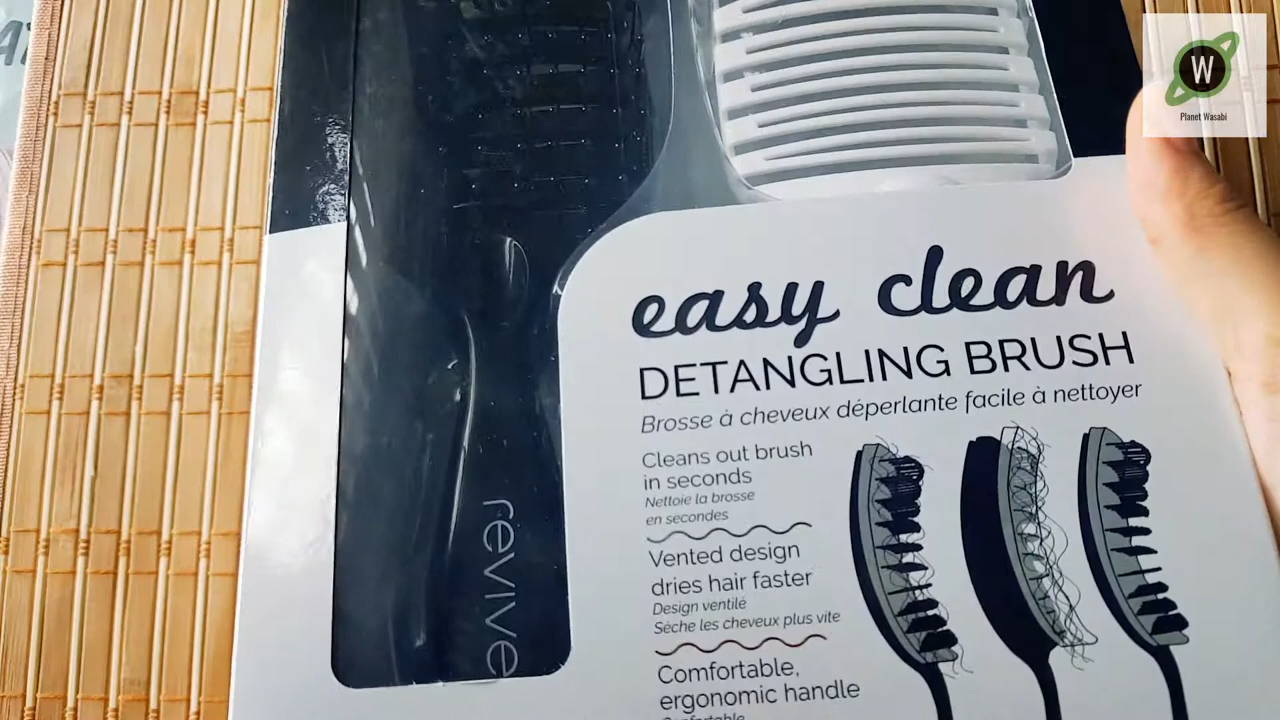 W
Planet Wasabi
easy clean
DETANGLING BRUSH
Brosse à cheveux déperlante facile à nettoyer
Cleans out brush
in seconds
Nettoie la brosse
en secondes
Vented design
dries hair faster
Design ventilé
Sèche les cheveux plus vite
Comfortable,
ergonomic handle
revive